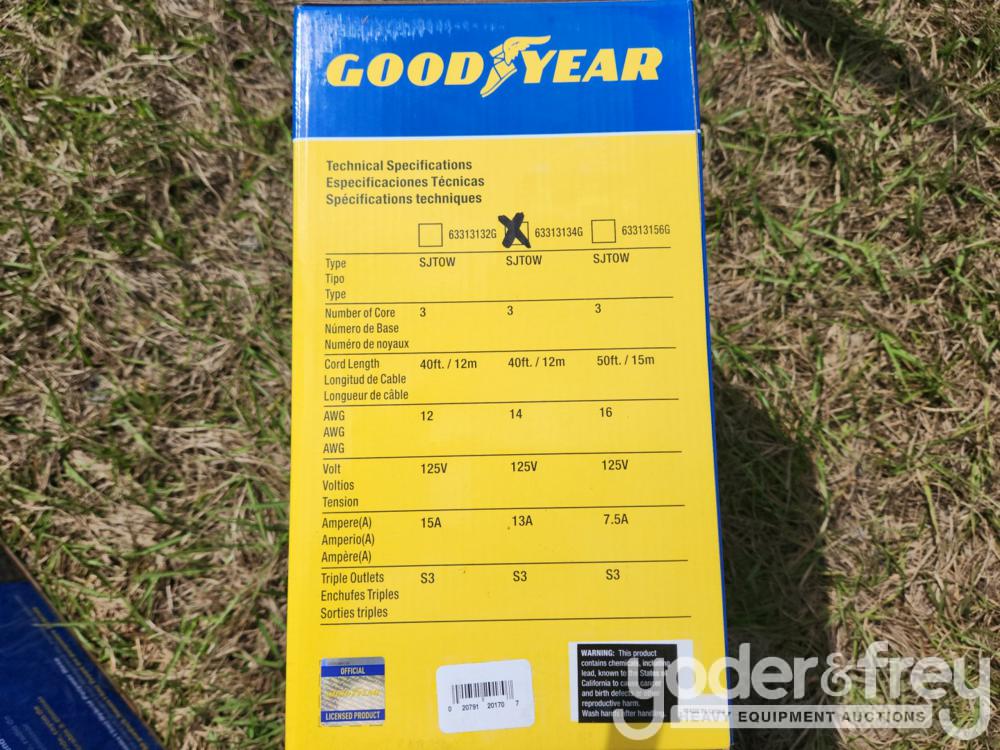 GOODYEAR
Technical Specifications
Especificaciones Técnicas
Spécifications techniques
63313132G 63313134G 63313156G
Type SJTOW SJTOW SJTOW
Tipo
Type
Number of Core 3 3 3
Número de Base
Numéro de noyaux
Cord Length 40ft. / 12m 40ft. / 12m 50ft. / 15m
Longitud de Cable
Longueur de câble
AWG 12 14 16
AWG
AWG
Volt 125V 125V 125V
Voltios
Tension
Ampere(A) 15A 13A 7.5A
Amperio(A)
Ampère(A)
Triple Outlets S3 S3 S3
Enchufes Triples
Sorties triples
OFFICIAL
GOODYEAR
LICENSED PRODUCT
0 20791 20170 7
WARNING: This product
contains chemicals, including
lead, known to the State of
California to cause cancer
and birth defects or other
reproductive harm.
Wash hands after handling.
yoder&frey
HEAVY EQUIPMENT AUCTIONS